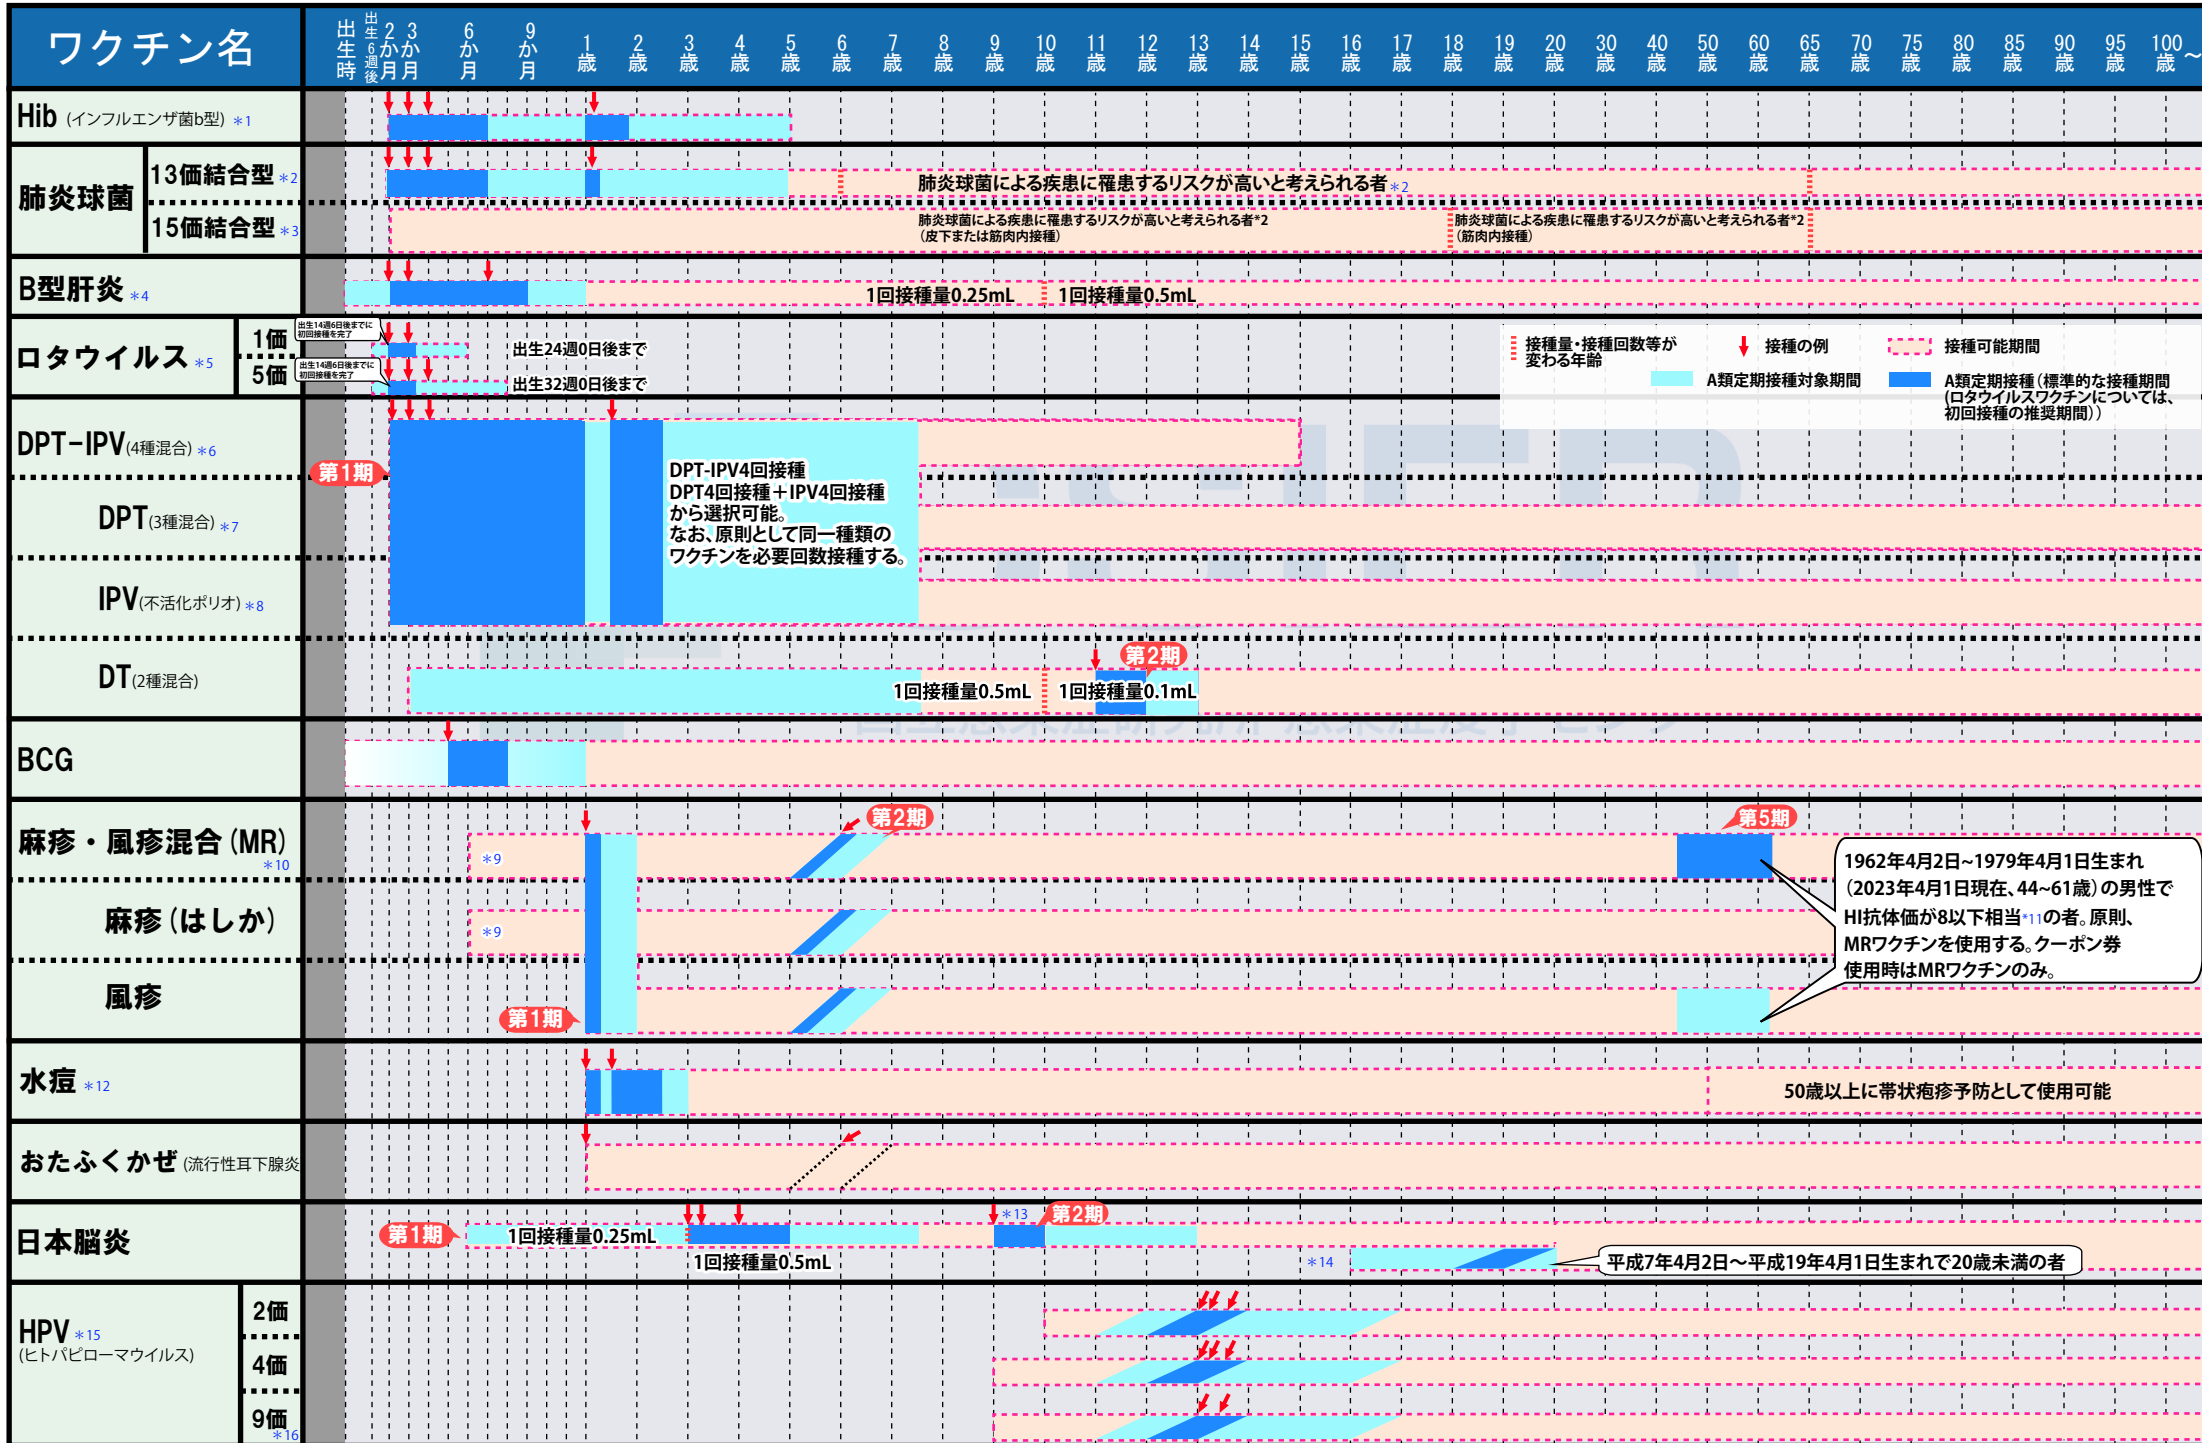 ワクチン名
出生時
出生6週後
2か月
3か月
6か月
9か月
1歳
2歳
3歳
4歳
5歳
6歳
7歳
8歳
9歳
10歳
11歳
12歳
13歳
14歳
15歳
16歳
17歳
18歳
19歳
20歳
30歳
40歳
50歳
60歳
65歳
70歳
75歳
80歳
85歳
90歳
95歳
100歳～
Hib (インフルエンザ菌b型) ＊1
肺炎球菌
13価結合型 ＊2
肺炎球菌による疾患に罹患するリスクが高いと考えられる者＊2
15価結合型 ＊3
肺炎球菌による疾患に罹患するリスクが高いと考えられる者*2
（皮下または筋肉内接種）
肺炎球菌による疾患に罹患するリスクが高いと考えられる者*2
（筋肉内接種）
B型肝炎 ＊4
1回接種量0.25mL
1回接種量0.5mL
ロタウイルス ＊5
1価
出生14週6日後までに
初回接種を完了
出生24週0日後まで
5価
出生14週6日後までに
初回接種を完了
出生32週0日後まで
接種量・接種回数等が
変わる年齢
接種の例
接種可能期間
A類定期接種対象期間
A類定期接種（標準的な接種期間
（ロタウイルスワクチンについては、
初回接種の推奨期間））
DPT-IPV(4種混合) ＊6
第1期
DPT-IPV4回接種
DPT4回接種＋IPV4回接種
から選択可能。
なお、原則として同一種類の
ワクチンを必要回数接種する。
DPT(3種混合) ＊7
IPV(不活化ポリオ) ＊8
DT(2種混合)
第2期
1回接種量0.5mL
1回接種量0.1mL
BCG
麻疹・風疹混合（MR）
＊10
＊9
第2期
第5期
1962年4月2日~1979年4月1日生まれ
（2023年4月1日現在、44~61歳）の男性で
HI抗体価が8以下相当*11の者。原則、
MRワクチンを使用する。クーポン券
使用時はMRワクチンのみ。
麻疹（はしか）
＊9
風疹
第1期
水痘 ＊12
50歳以上に帯状疱疹予防として使用可能
おたふくかぜ (流行性耳下腺炎
日本脳炎
第1期
1回接種量0.25mL
1回接種量0.5mL
＊13
第2期
＊14
平成7年4月2日～平成19年4月1日生まれで20歳未満の者
HPV ＊15
(ヒトパピローマウイルス)
2価
4価
9価
＊16